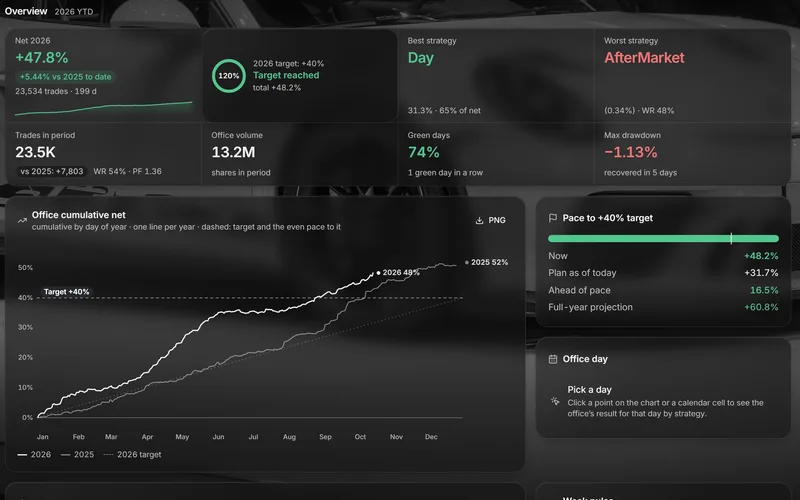 Overview 2026 YTD
Net 2026
+47.8%
+5.44% vs 2025 to date
23,534 trades · 199 d
120%
2026 target: +40%
Target reached
total +48.2%
Best strategy
Day
31.3% · 65% of net
Worst strategy
AfterMarket
(0.34%) · WR 48%
Trades in period
23.5K
vs 2025: +7,803 WR 54% · PF 1.36
Office volume
13.2M
shares in period
Green days
74%
1 green day in a row
Max drawdown
−1.13%
recovered in 5 days
Office cumulative net
cumulative by day of year · one line per year · dashed: target and the even pace to it
PNG
50%
40%
30%
20%
10%
0%
Target +40%
2026 48%
2025 52%
Jan Feb Mar Apr May Jun Jul Aug Sep Oct Nov Dec
2026 2025 2026 target
Pace to +40% target
Now +48.2%
Plan as of today +31.7%
Ahead of pace 16.5%
Full-year projection +60.8%
Office day
Pick a day
Click a point on the chart or a calendar cell to see the
office's result for that day by strategy.